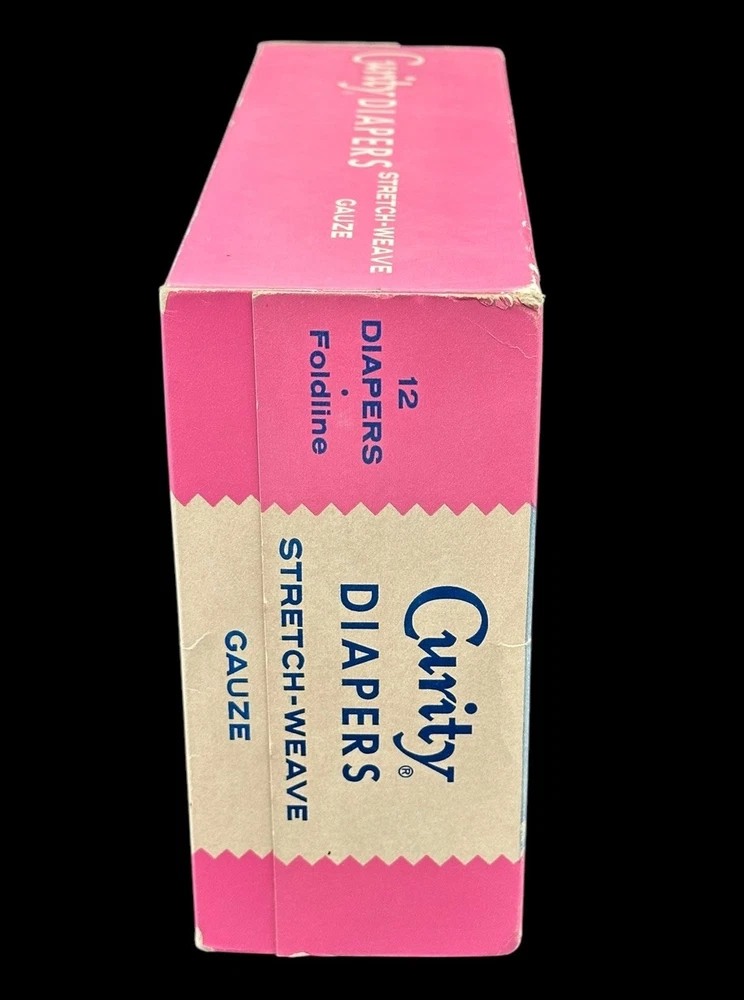 Curity DIAPERS
STRETCH-WEAVE
GAUZE
12
DIAPERS
•
Foldline
Curity®
DIAPERS
STRETCH-WEAVE
GAUZE